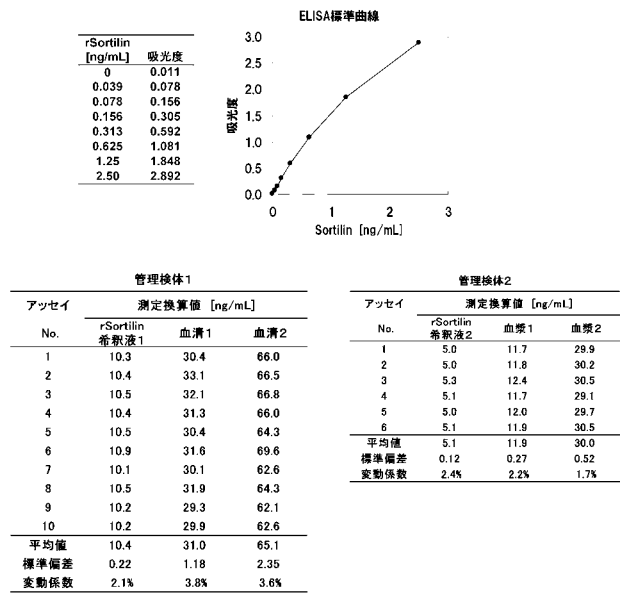 ELISA標準曲線
rSortilin
[ng/mL] 吸光度
0 0.011
0.039 0.078
0.078 0.156
0.156 0.305
0.313 0.592
0.625 1.081
1.25 1.848
2.50 2.892
吸光度
3.0
2.5
2.0
1.5
1.0
0.5
0.0
0 1 2 3
Sortilin [ng/mL]
管理検体1
アッセイ 測定換算値 [ng/mL]
No. rSortilin 血清1 血清2
希釈液1
1 10.3 30.4 66.0
2 10.4 33.1 66.5
3 10.5 32.1 66.8
4 10.4 31.3 66.0
5 10.5 30.4 64.3
6 10.9 31.6 69.6
7 10.1 30.1 62.6
8 10.5 31.9 64.3
9 10.2 29.3 62.1
10 10.2 29.9 62.6
平均値 10.4 31.0 65.1
標準偏差 0.22 1.18 2.35
変動係数 2.1% 3.8% 3.6%
管理検体2
アッセイ 測定換算値 [ng/mL]
No. rSortilin 血漿1 血漿2
希釈液2
1 5.0 11.7 29.9
2 5.0 11.8 30.2
3 5.3 12.4 30.5
4 5.1 11.7 29.1
5 5.0 12.0 29.7
6 5.1 11.9 30.5
平均値 5.1 11.9 30.0
標準偏差 0.12 0.27 0.52
変動係数 2.4% 2.2% 1.7%